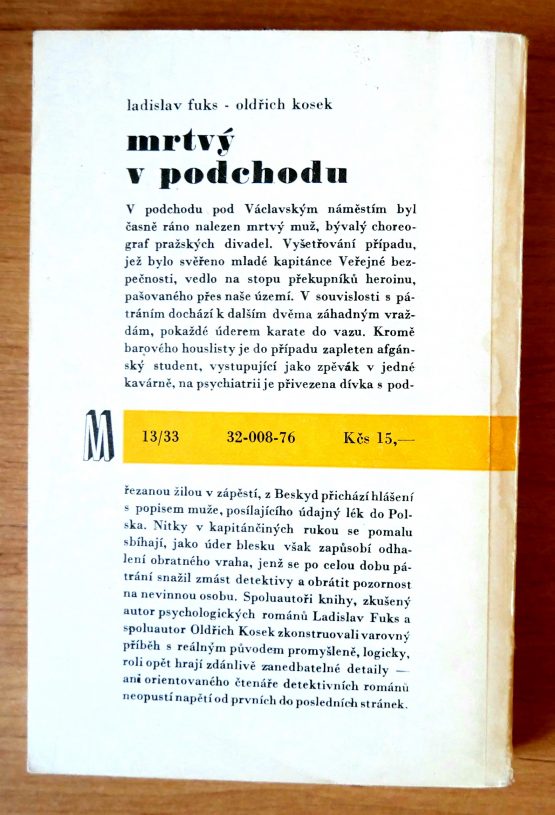 ladislav fuks - oldřich kosek
mrtvý
v podchodu
V podchodu pod Václavským náměstím byl
časně ráno nalezen mrtvý muž, bývalý choreo-
graf pražských divadel. Vyšetřování případu,
jež bylo svěřeno mladé kapitánce Veřejné bez-
pečnosti, vedlo na stopu překupníků heroinu,
pašovaného přes naše území. V souvislosti s pá-
tráním dochází k dalším dvěma záhadným vraž-
dám, pokaždé úderem karate do vazu. Kromě
barového houslisty je do případu zapleten afgán-
ský student, vystupující jako zpěvák v jedné
kavárně, na psychiatrii je přivezena dívka s pod-
M 13/33 32-008-76 Kčs 15,—
řezanou žilou v zápěstí, z Beskyd přichází hlášení
s popisem muže, posílajícího údajný lék do Pol-
ska. Nitky v kapitánčiných rukou se pomalu
sbíhají, jako úder blesku však zapůsobí odha-
lení obratného vraha, jenž se po celou dobu pá-
trání snažil zmást detektivy a obrátit pozornost
na nevinnou osobu. Spoluautoři knihy, zkušený
autor psychologických románů Ladislav Fuks a
spoluautor Oldřich Kosek zkonstruovali varovný
příběh s reálným původem promyšleně, logicky,
roli opět hrají zdánlivě zanedbatelné detaily —
ani orientovaného čtenáře detektivních románů
neopustí napětí od prvních do posledních stránek.